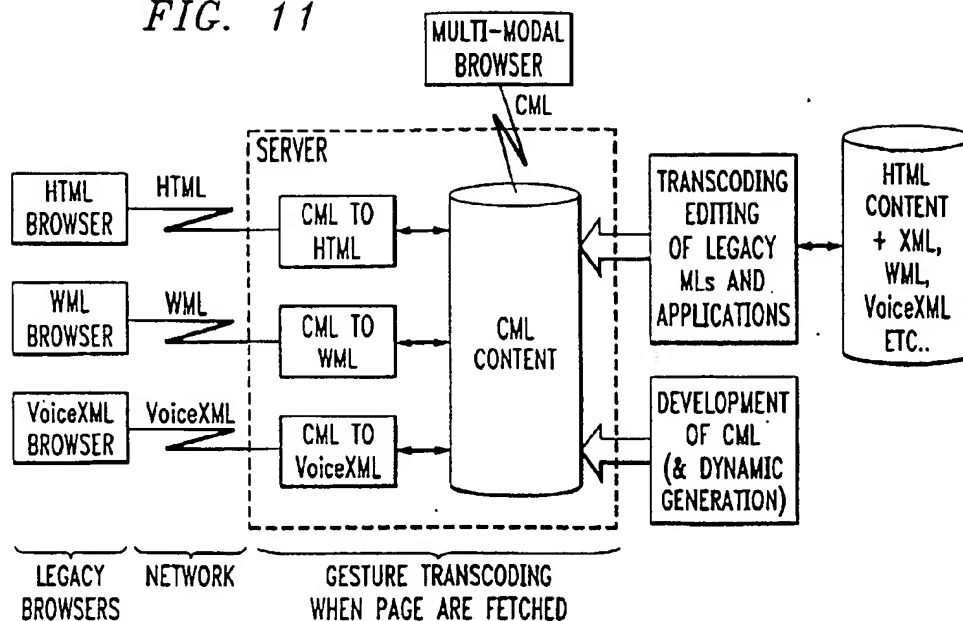 FIG. 11
MULTI-MODAL
BROWSER
CML
SERVER
HTML
BROWSER
HTML
CML TO
HTML
WML
BROWSER
WML
CML TO
WML
VoiceXML
BROWSER
VoiceXML
CML TO
VoiceXML
CML
CONTENT
TRANSCODING
EDITING
OF LEGACY
MLs AND
APPLICATIONS
HTML
CONTENT
+ XML,
WML,
VoiceXML
ETC..
DEVELOPMENT
OF CML
(& DYNAMIC
GENERATION)
LEGACY
BROWSERS
NETWORK
GESTURE TRANSCODING
WHEN PAGE ARE FETCHED